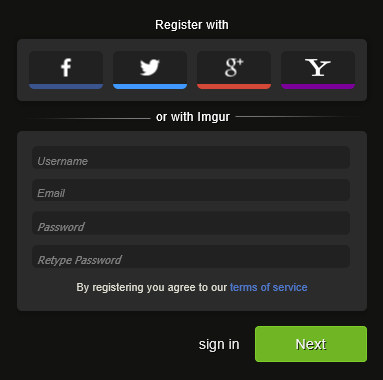 Register with
f
g+
Y
or with Imgur
Username
Email
Password
Retype Password
By registering you agree to our terms of service
sign in
Next